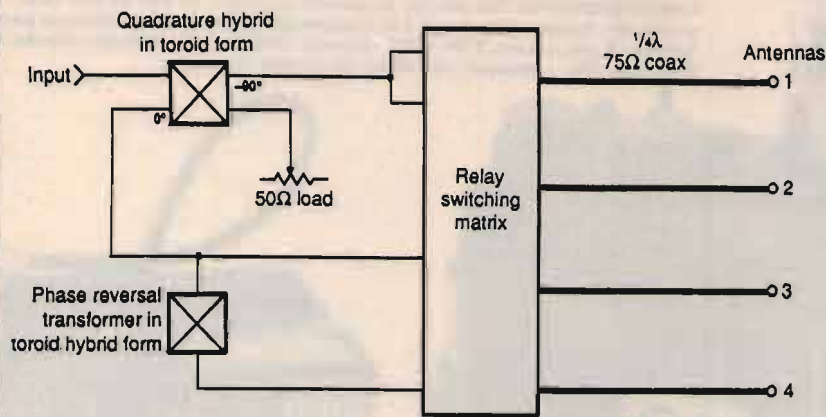 Quadrature hybrid
in toroid form
Input
-90°
0°
50Ω load
Phase reversal
transformer in
toroid hybrid form
Relay
switching
matrix
1/4λ
75Ω coax
Antennas
1
2
3
4